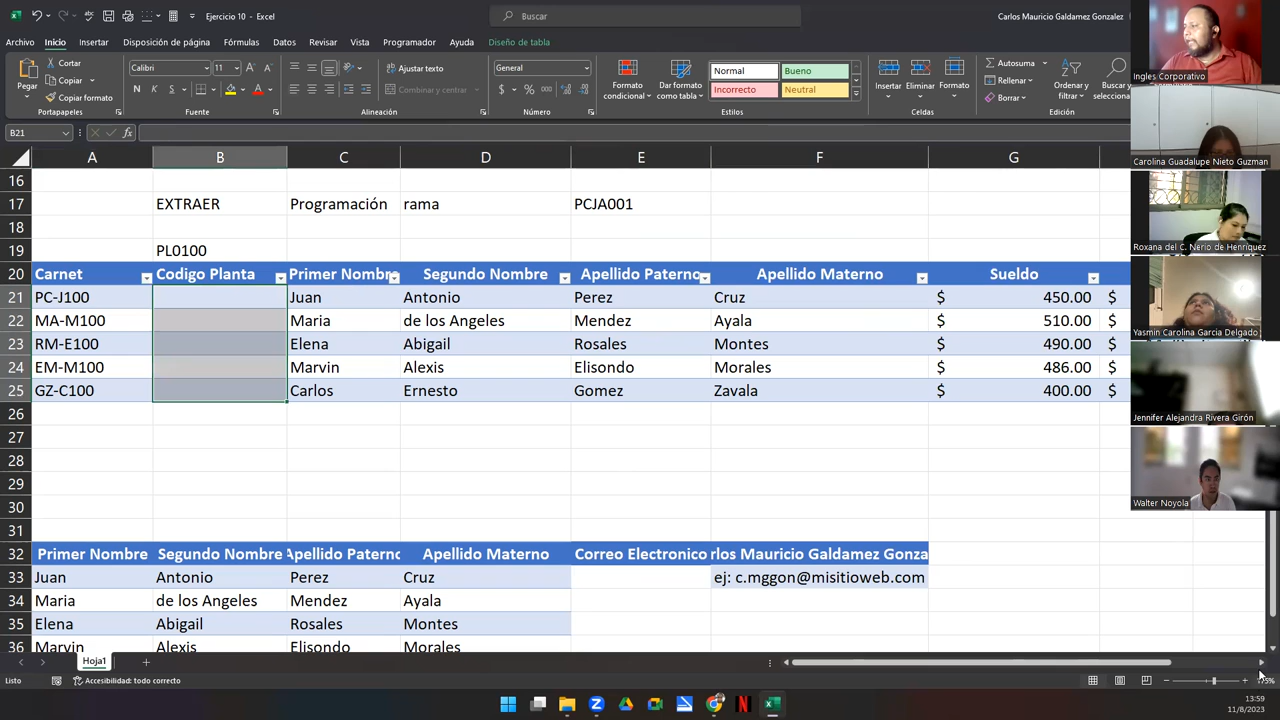 Ejercicio 10 - Excel
Buscar
Carlos Mauricio Galdamez Gonzalez
Archivo Inicio Insertar Disposición de página Fórmulas Datos Revisar Vista Programador Ayuda Diseño de tabla
Pegar
Cortar
Copiar
Copiar formato
Portapapeles
Calibri 11
N K S
Fuente
Ajustar texto
Combinar y centrar
Alineación
General
$ % 000
Número
Formato condicional
Dar formato como tabla
Normal Bueno
Incorrecto Neutral
Estilos
Insertar Eliminar Formato
Celdas
Autosuma
Rellenar
Borrar
Ordenar y filtrar
Buscar y
Edición
B21
fx
A B C D E F G
16
17 EXTRAER Programación rama PCJA001
18
19 PL0100
20 Carnet Codigo Planta Primer Nombre Segundo Nombre Apellido Paterno Apellido Materno Sueldo
21 PC-J100 Juan Antonio Perez Cruz $ 450.00 $
22 MA-M100 Maria de los Angeles Mendez Ayala $ 510.00 $
23 RM-E100 Elena Abigail Rosales Montes $ 490.00 $
24 EM-M100 Marvin Alexis Elisondo Morales $ 486.00 $
25 GZ-C100 Carlos Ernesto Gomez Zavala $ 400.00 $
26
27
28
29
30
31
32 Primer Nombre Segundo Nombre Apellido Paterno Apellido Materno Correo Electronico rlos Mauricio Galdamez Gonza
33 Juan Antonio Perez Cruz ej: c.mggon@misitioweb.com
34 Maria de los Angeles Mendez Ayala
35 Elena Abigail Rosales Montes
36 Marvin Alexis Elisondo Morales
Hoja1
Listo
Accesibilidad: todo correcto
13:59
11/8/2023
Ingles Corporativo
Carolina Guadalupe Nieto Guzman
Roxana del C. Nerio de Henriquez
Yasmin Carolina Garcia Delgado
Jennifer Alejandra Rivera Girón
Walter Noyola